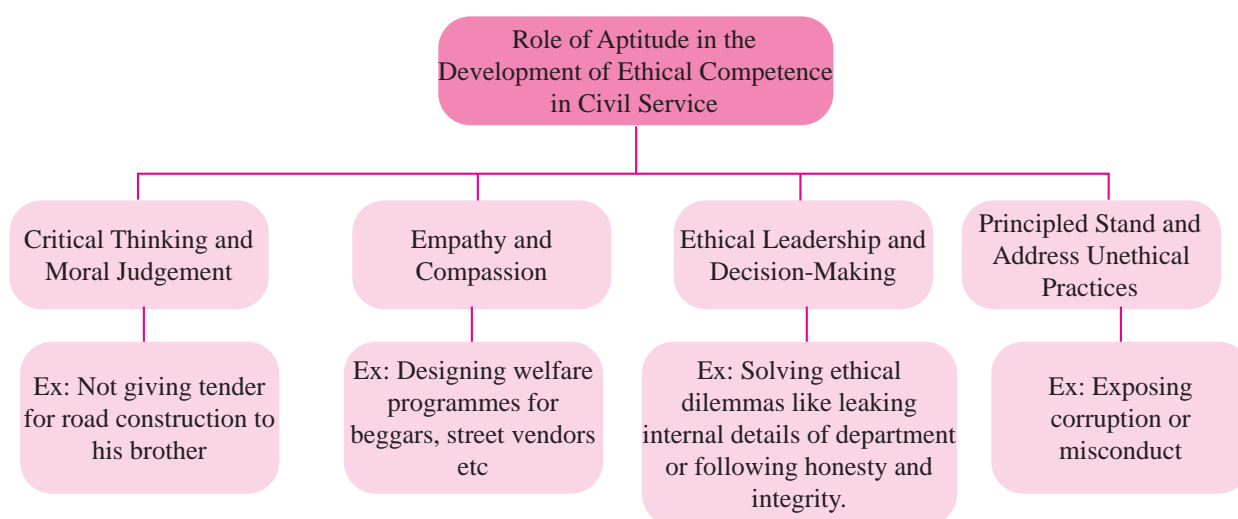 Role of Aptitude in the
Development of Ethical Competence
in Civil Service
Critical Thinking and
Moral Judgement
Empathy and
Compassion
Ethical Leadership and
Decision-Making
Principled Stand and
Address Unethical
Practices
Ex: Not giving tender
for road construction to
his brother
Ex: Designing welfare
programmes for
beggars, street vendors
etc
Ex: Solving ethical
dilemmas like leaking
internal details of department
or following honesty and
integrity.
Ex: Exposing
corruption or
misconduct